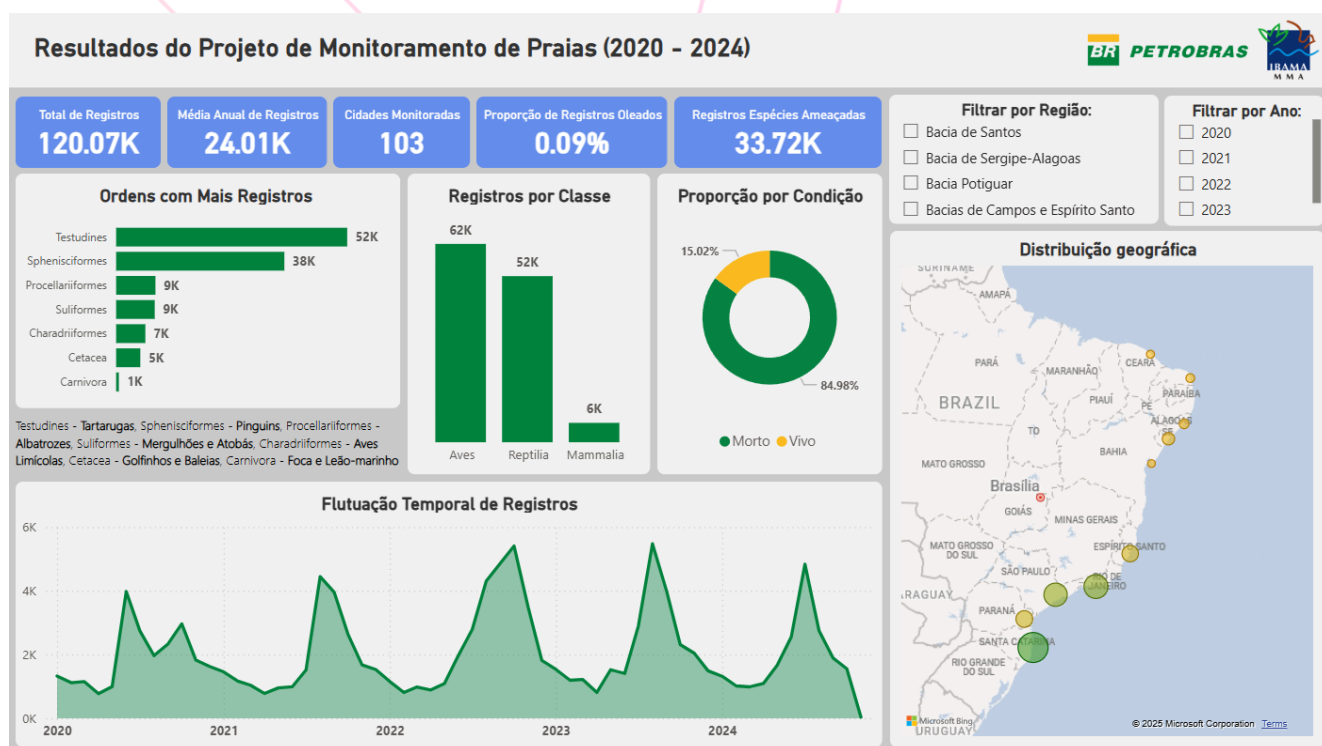 Resultados do Projeto de Monitoramento de Praias (2020 - 2024)
BR PETROBRAS
IBAMA
M M A
Total de Registros
120.07K
Média Anual de Registros
24.01K
Cidades Monitoradas
103
Proporção de Registros Oleados
0.09%
Registros Espécies Ameaçadas
33.72K
Filtrar por Região:
Bacia de Santos
Bacia de Sergipe-Alagoas
Bacia Potiguar
Bacias de Campos e Espírito Santo
Filtrar por Ano:
2020
2021
2022
2023
Ordens com Mais Registros
Testudines 52K
Sphenisciformes 38K
Procellariiformes 9K
Suliformes 9K
Charadriiformes 7K
Cetacea 5K
Carnivora 1K
Testudines - Tartarugas, Sphenisciformes - Pinguins, Procellariiformes -
Albatrozes, Suliformes - Mergulhões e Atobás, Charadriiformes - Aves
Limícolas, Cetacea - Golfinhos e Baleias, Carnivora - Foca e Leão-marinho
Registros por Classe
62K
52K
6K
Aves Reptilia Mammalia
Proporção por Condição
15.02%
84.98%
Morto Vivo
Flutuação Temporal de Registros
6K
4K
2K
0K
2020 2021 2022 2023 2024
Distribuição geográfica
SURINAME
AMAPÁ
PARÁ
MARANHÃO
CEARÁ
PARAÍBA
PIAUÍ
PE
BRAZIL
ALAGOAS
SE
TO
BAHIA
MATO GROSSO
Brasília
GOIÁS
MINAS GERAIS
MATO GROSSO
DO SUL
ESPÍRITO SANTO
SÃO PAULO
RIO DE
JANEIRO
ARAGUAY
PARANÁ
SANTA CATARINA
RIO GRANDE
DO SUL
Microsoft Bing
URUGUAY
© 2025 Microsoft Corporation Terms